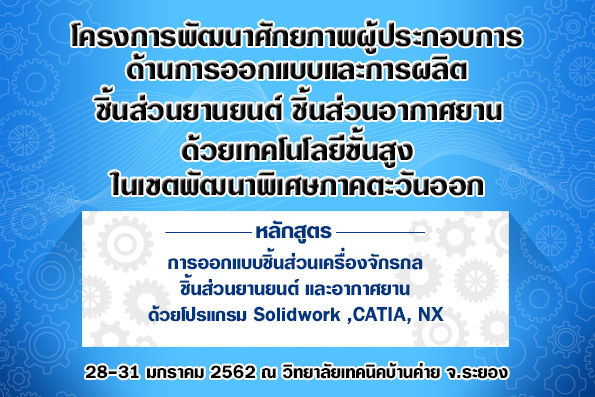 โครงการพัฒนาศักยภาพผู้ประกอบการ
ด้านการออกแบบและการผลิต
ชิ้นส่วนยานยนต์ ชิ้นส่วนอากาศยาน
ด้วยเทคโนโลยีขั้นสูง
ในเขตพัฒนาพิเศษภาคตะวันออก
หลักสูตร
การออกแบบชิ้นส่วนเครื่องจักรกล
ชิ้นส่วนยานยนต์ และอากาศยาน
ด้วยโปรแกรม Solidwork ,CATIA, NX
28-31 มกราคม 2562 ณ วิทยาลัยเทคนิคบ้านค่าย จ.ระยอง